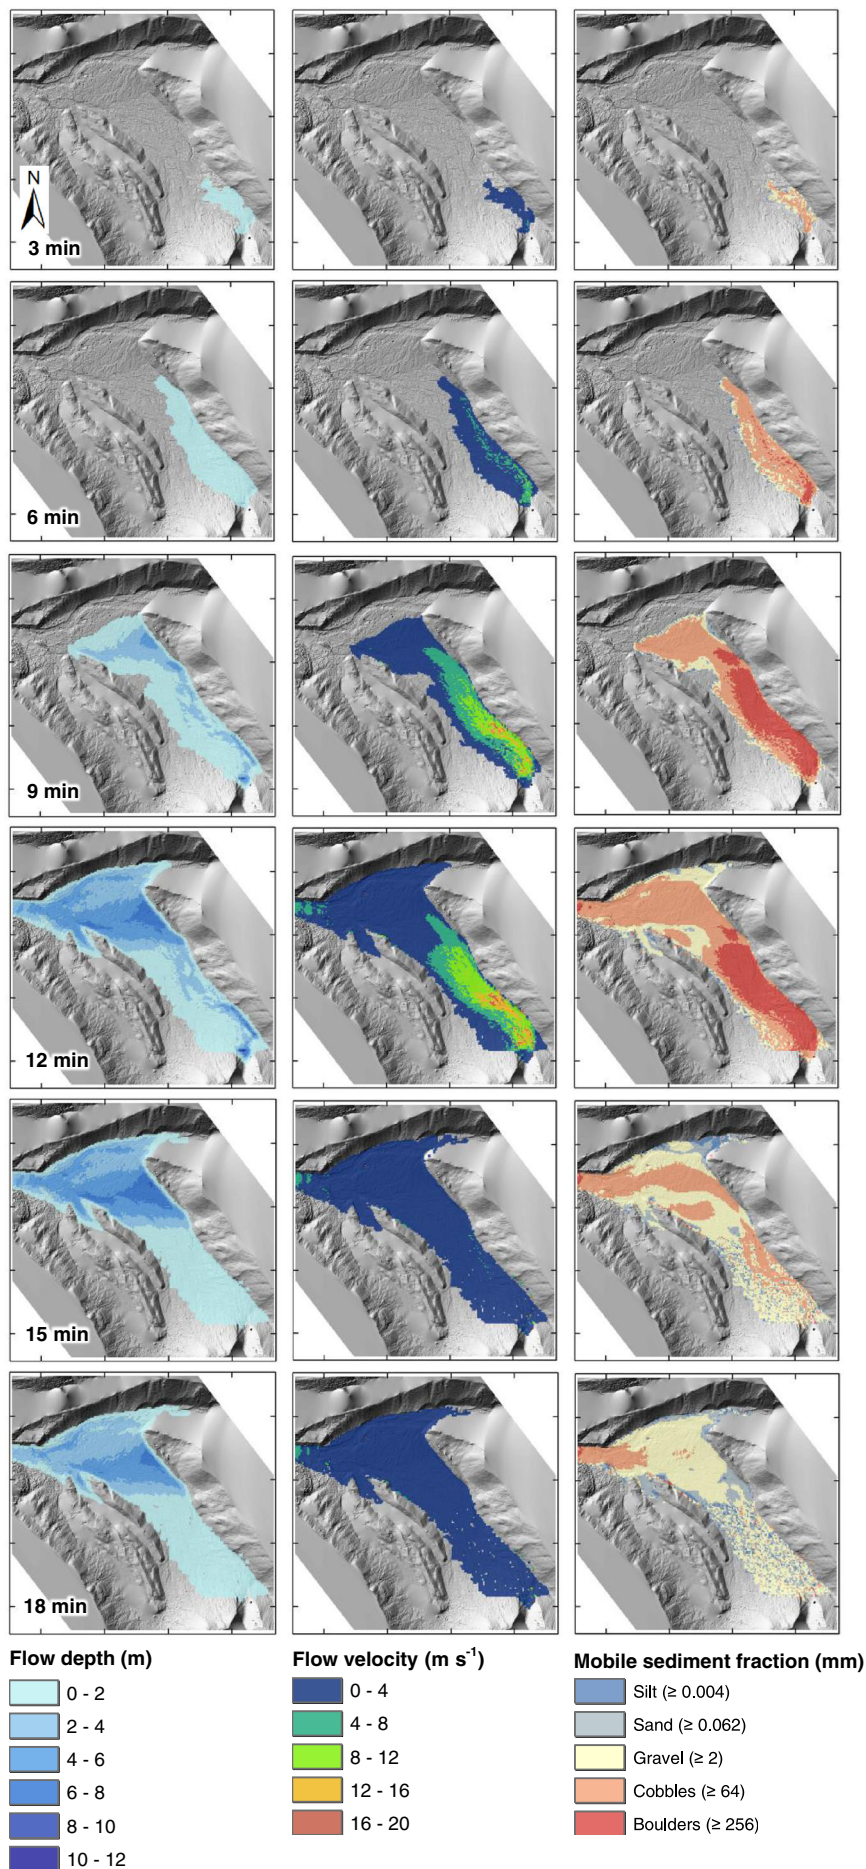 N
3 min
6 min
9 min
12 min
15 min
18 min
Flow depth (m)
0 - 2
2 - 4
4 - 6
6 - 8
8 - 10
10 - 12
Flow velocity (m s-1)
0 - 4
4 - 8
8 - 12
12 - 16
16 - 20
Mobile sediment fraction (mm)
Silt (≥ 0.004)
Sand (≥ 0.062)
Gravel (≥ 2)
Cobbles (≥ 64)
Boulders (≥ 256)